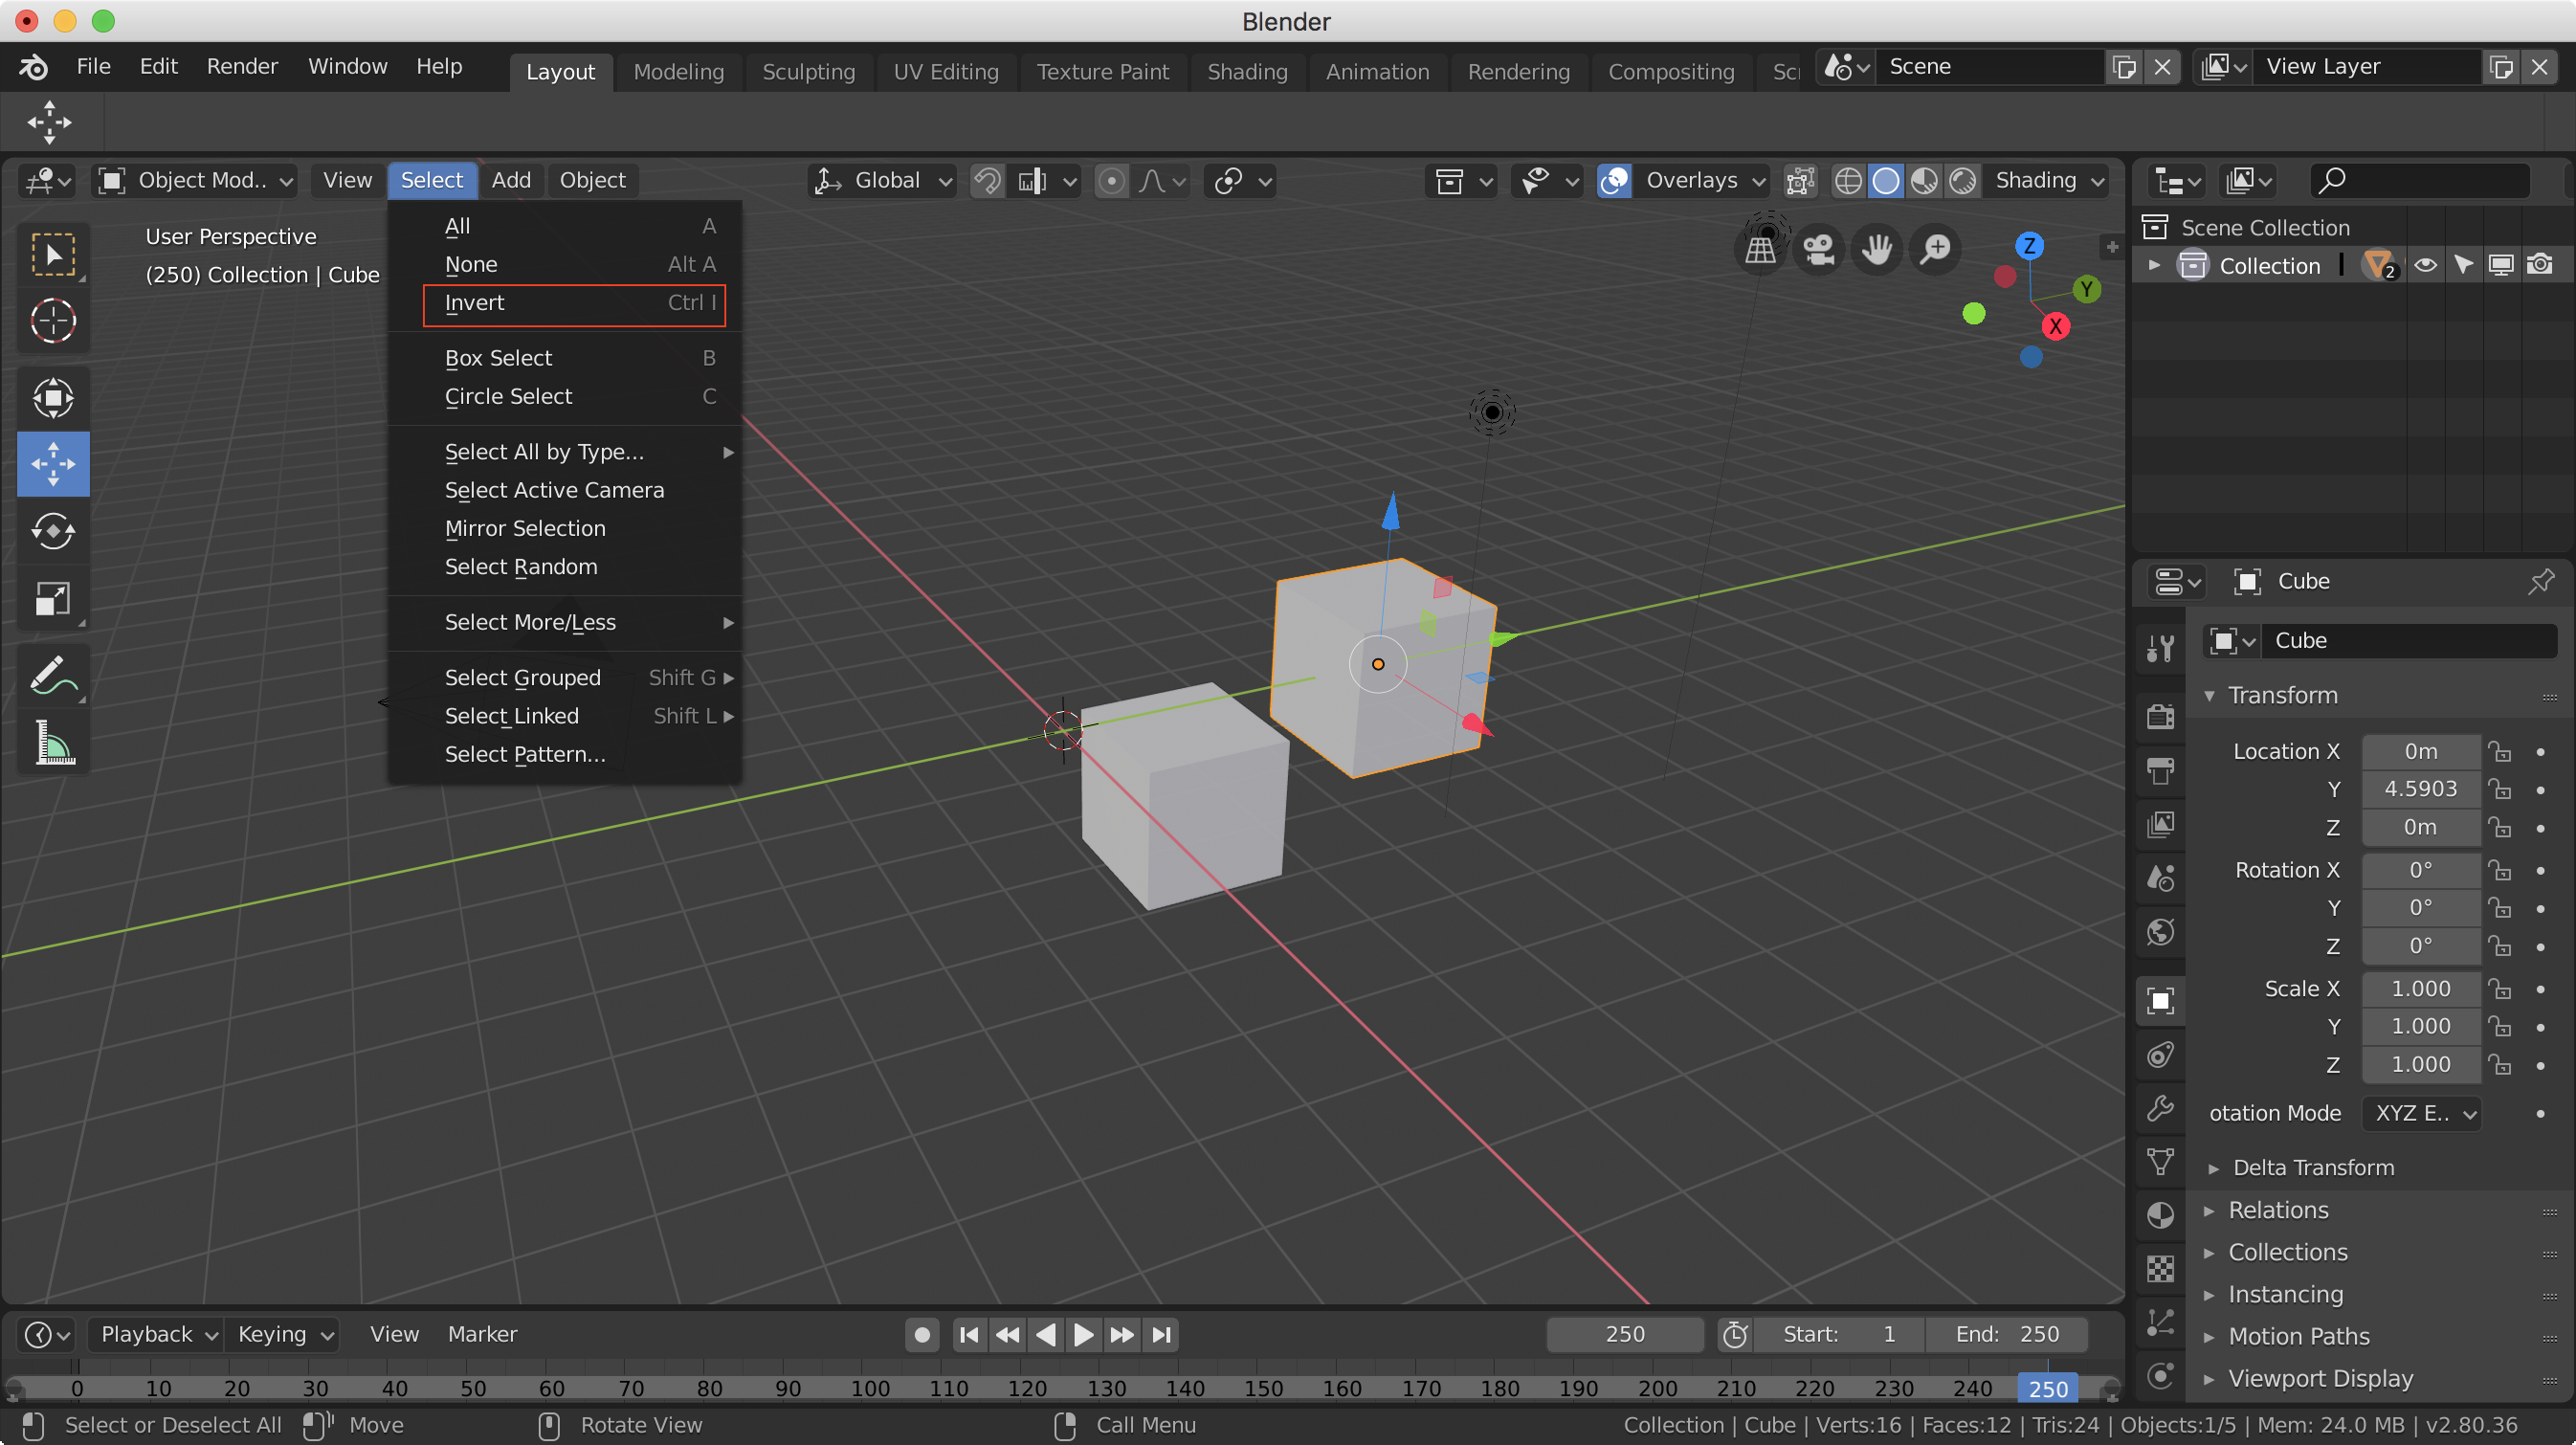 Blender
File Edit Render Window Help Layout Modeling Sculpting UV Editing Texture Paint Shading Animation Rendering Compositing Scr Scene View Layer
Object Mod.. View Select Add Object Global Overlays Shading
User Perspective
(250) Collection | Cube
All A
None Alt A
Invert Ctrl I
Box Select B
Circle Select C
Select All by Type...
Select Active Camera
Mirror Selection
Select Random
Select More/Less
Select Grouped Shift G
Select Linked Shift L
Select Pattern...
Z
Y
X
Scene Collection
Collection 2
Cube
Cube
Transform
Location X 0m
Y 4.5903
Z 0m
Rotation X 0°
Y 0°
Z 0°
Scale X 1.000
Y 1.000
Z 1.000
otation Mode XYZ E..
Delta Transform
Relations
Collections
Instancing
Motion Paths
Viewport Display
Playback Keying View Marker 250 Start: 1 End: 250
0 10 20 30 40 50 60 70 80 90 100 110 120 130 140 150 160 170 180 190 200 210 220 230 240 250
Select or Deselect All Move Rotate View Call Menu Collection | Cube | Verts:16 | Faces:12 | Tris:24 | Objects:1/5 | Mem: 24.0 MB | v2.80.36